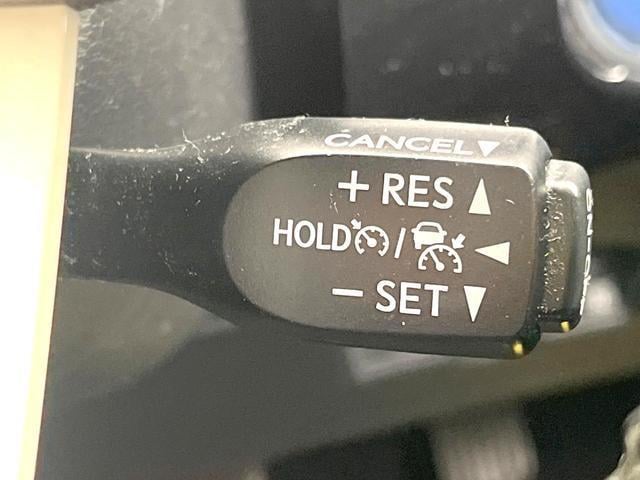 CANCEL▼
+ RES ▲
HOLD / ◀
− SET ▼